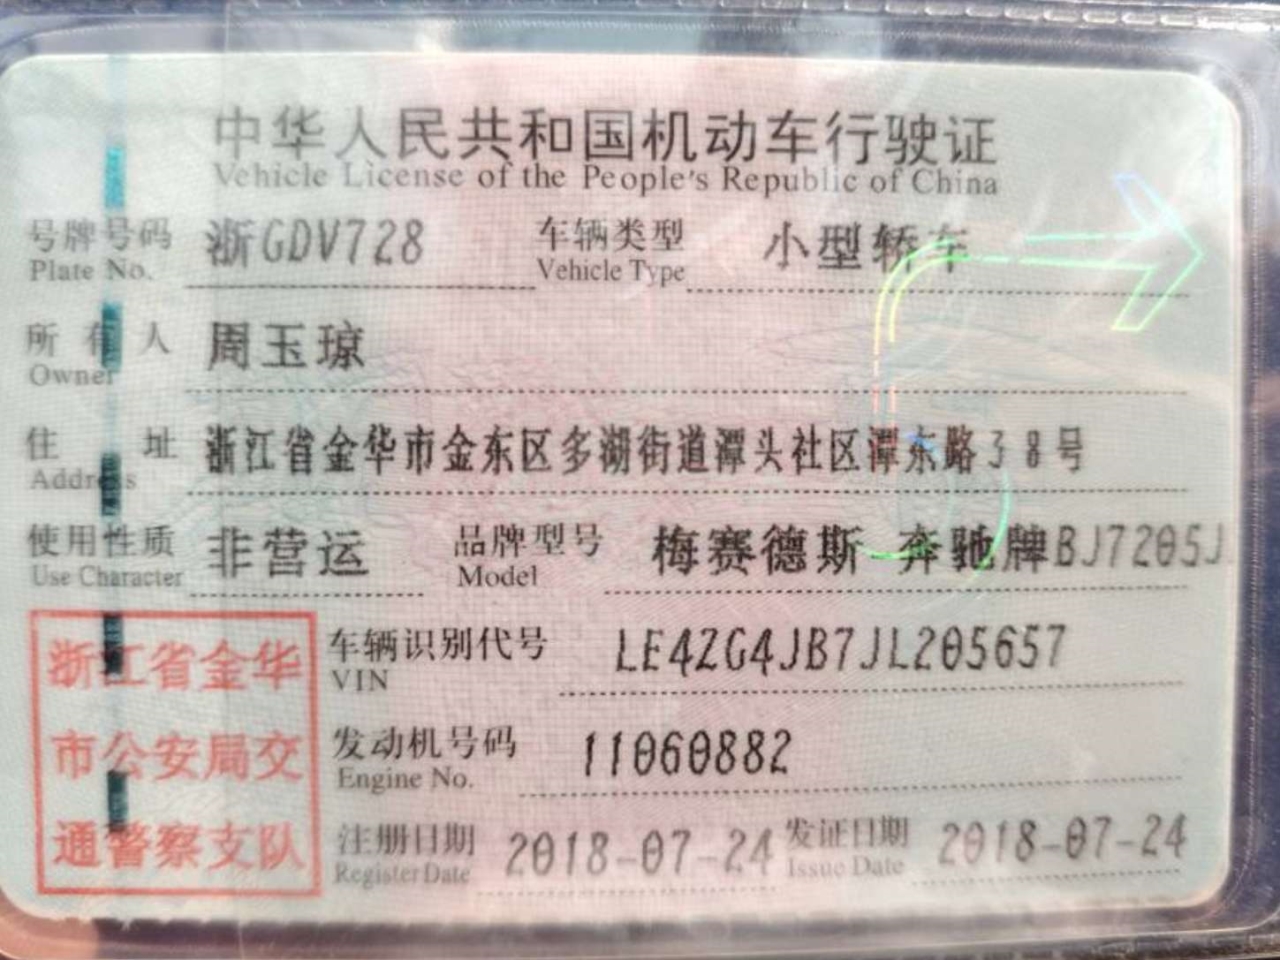 中华人民共和国机动车行驶证
Vehicle License of the People's Republic of China
号牌号码 浙GDV728 车辆类型 小型轿车
Plate No. Vehicle Type
所有人 周玉琼
Owner
住址 浙江省金华市金东区多湖街道潭头社区潭东路38号
Address
使用性质 非营运 品牌型号 梅赛德斯-奔驰牌BJ7205J
Use Character Model
浙江省金华
市公安局交
通警察支队
车辆识别代号 LE4ZG4JB7JL205657
VIN
发动机号码 11060882
Engine No.
注册日期 2018-07-24 发证日期 2018-07-24
Register Date Issue Date